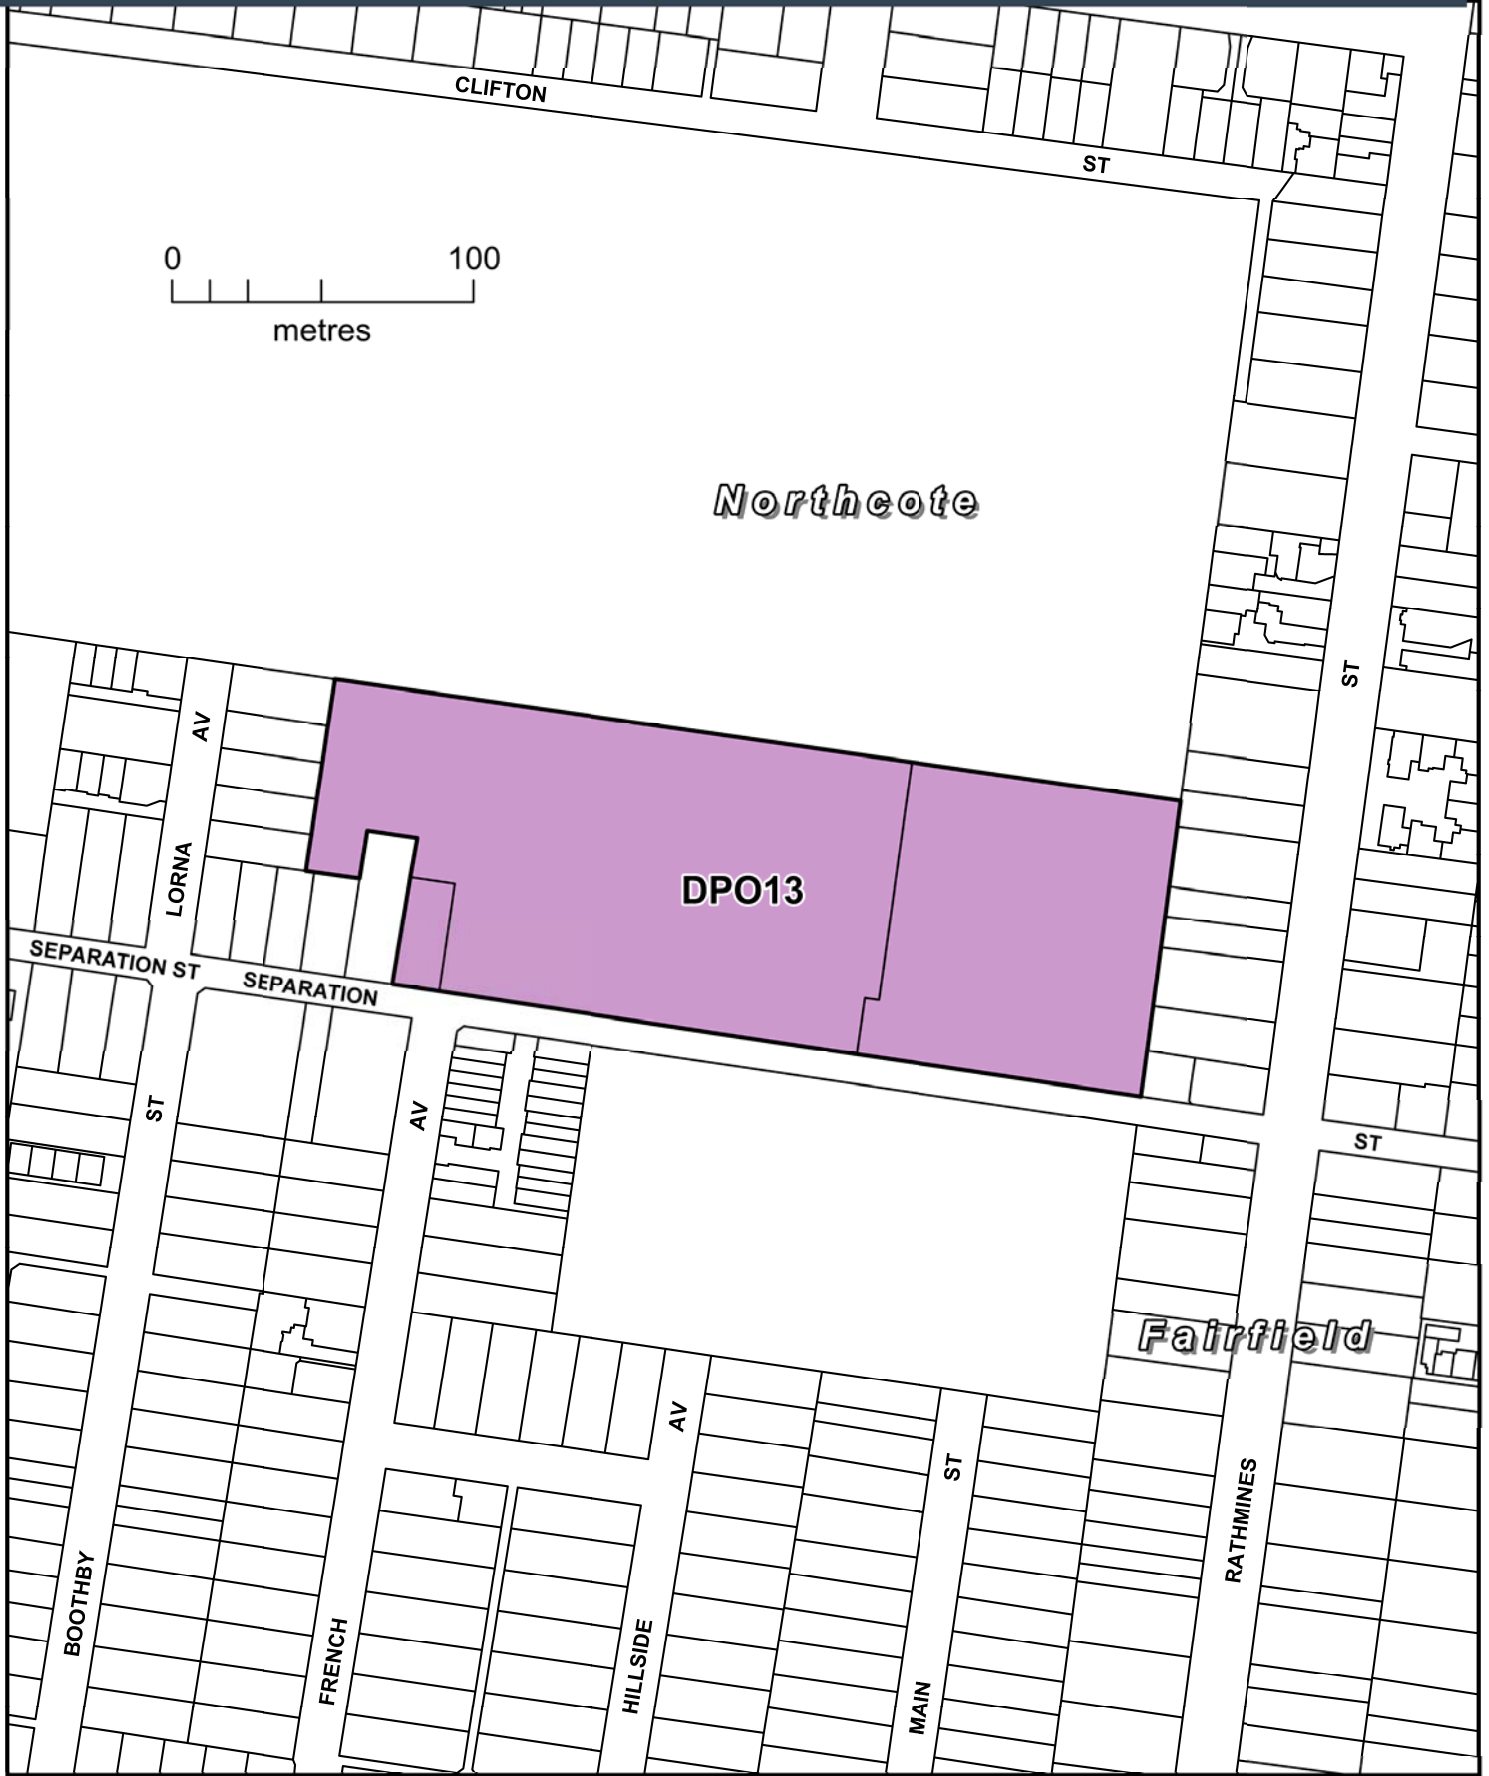 CLIFTON
ST
0 100
metres
Northcote
ST
AV
LORNA
DPO13
SEPARATION ST
SEPARATION
ST
AV
ST
Fairfield
AV
ST
RATHMINES
BOOTHBY
FRENCH
HILLSIDE
MAIN